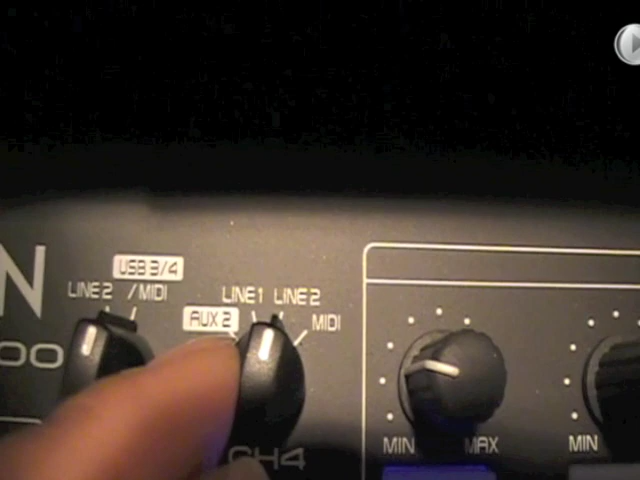 N
USB 3/4
LINE 2 / MIDI
LINE 1 LINE 2
AUX 2
MIDI
00
CH4
MIN MAX
MIN